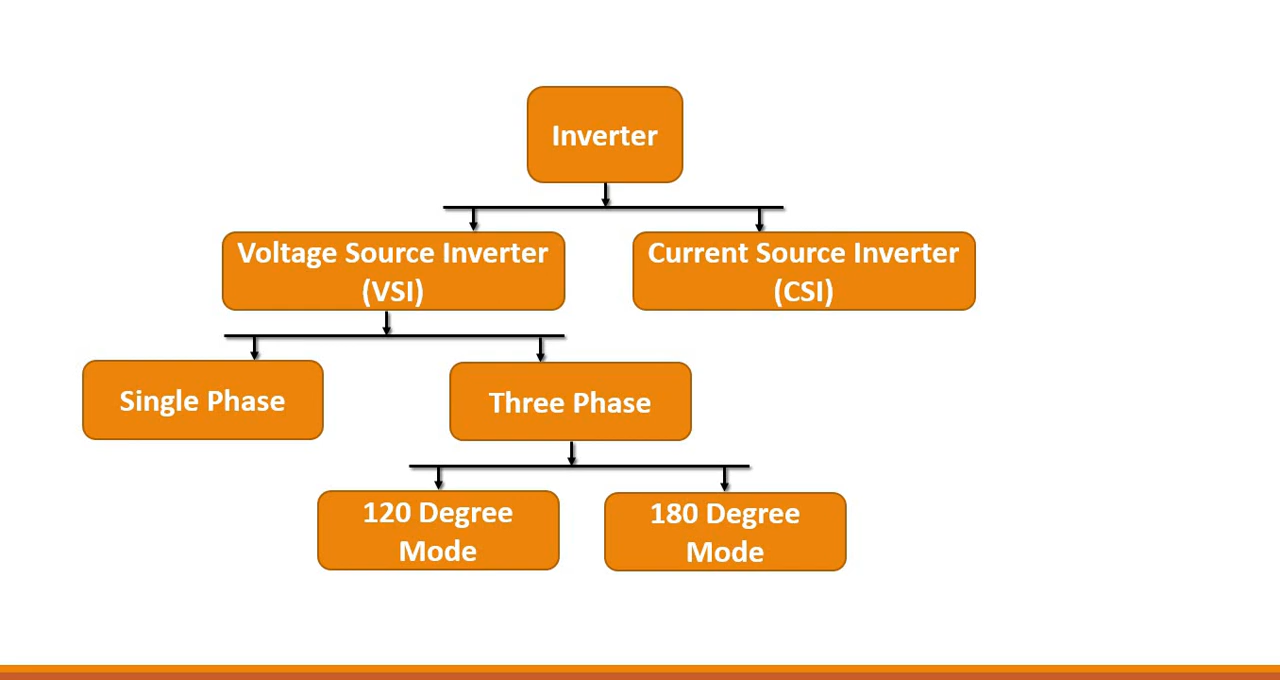 Inverter
Voltage Source Inverter
(VSI)
Current Source Inverter
(CSI)
Single Phase
Three Phase
120 Degree
Mode
180 Degree
Mode